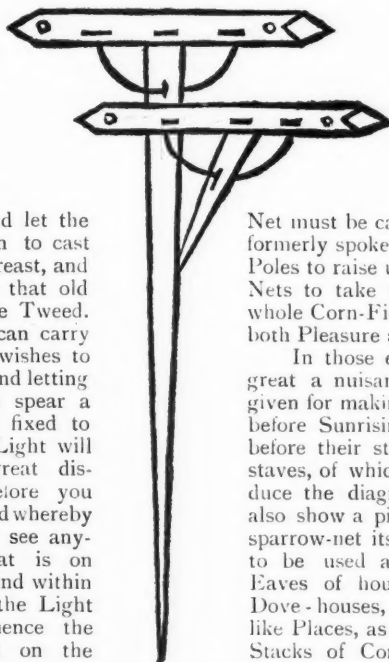 d let the
n to cast
reast, and
that old
e Tweed.
can carry
wishes to
nd letting
spear a
fixed to
Light will
reat dis-
fore you
d whereby
see any-
at is on
nd within
the Light
ence the
on the
Net must be ca
formerly spoke
Poles to raise u
Nets to take
whole Corn-Fi
both Pleasure a
In those e
great a nuisan
given for makin
before Sunrisin
before their st
staves, of whic
duce the diag
also show a pi
sparrow-net its
to be used a
Eaves of hou
Dove-houses,
like Places, as
Stacks of Cor